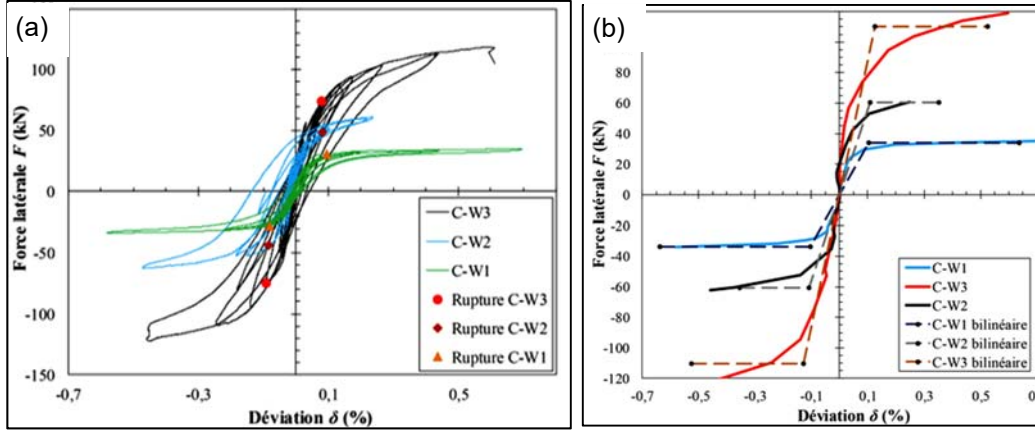 (a)
100
50
0
-50
-100
-150
-0,7
-0,3
0,1
0,5
Force latérale F (kN)
Déviation δ (%)
C-W3
C-W2
C-W1
Rupture C-W3
Rupture C-W2
Rupture C-W1
(b)
80
60
40
20
0
-20
-40
-60
-80
-100
-120
-0,7
-0,5
-0,3
-0,1
0,1
0,3
0,5
Force latérale F (kN)
Déviation δ (%)
C-W1
C-W3
C-W2
C-W1 bilinéaire
C-W2 bilinéaire
C-W3 bilinéaire